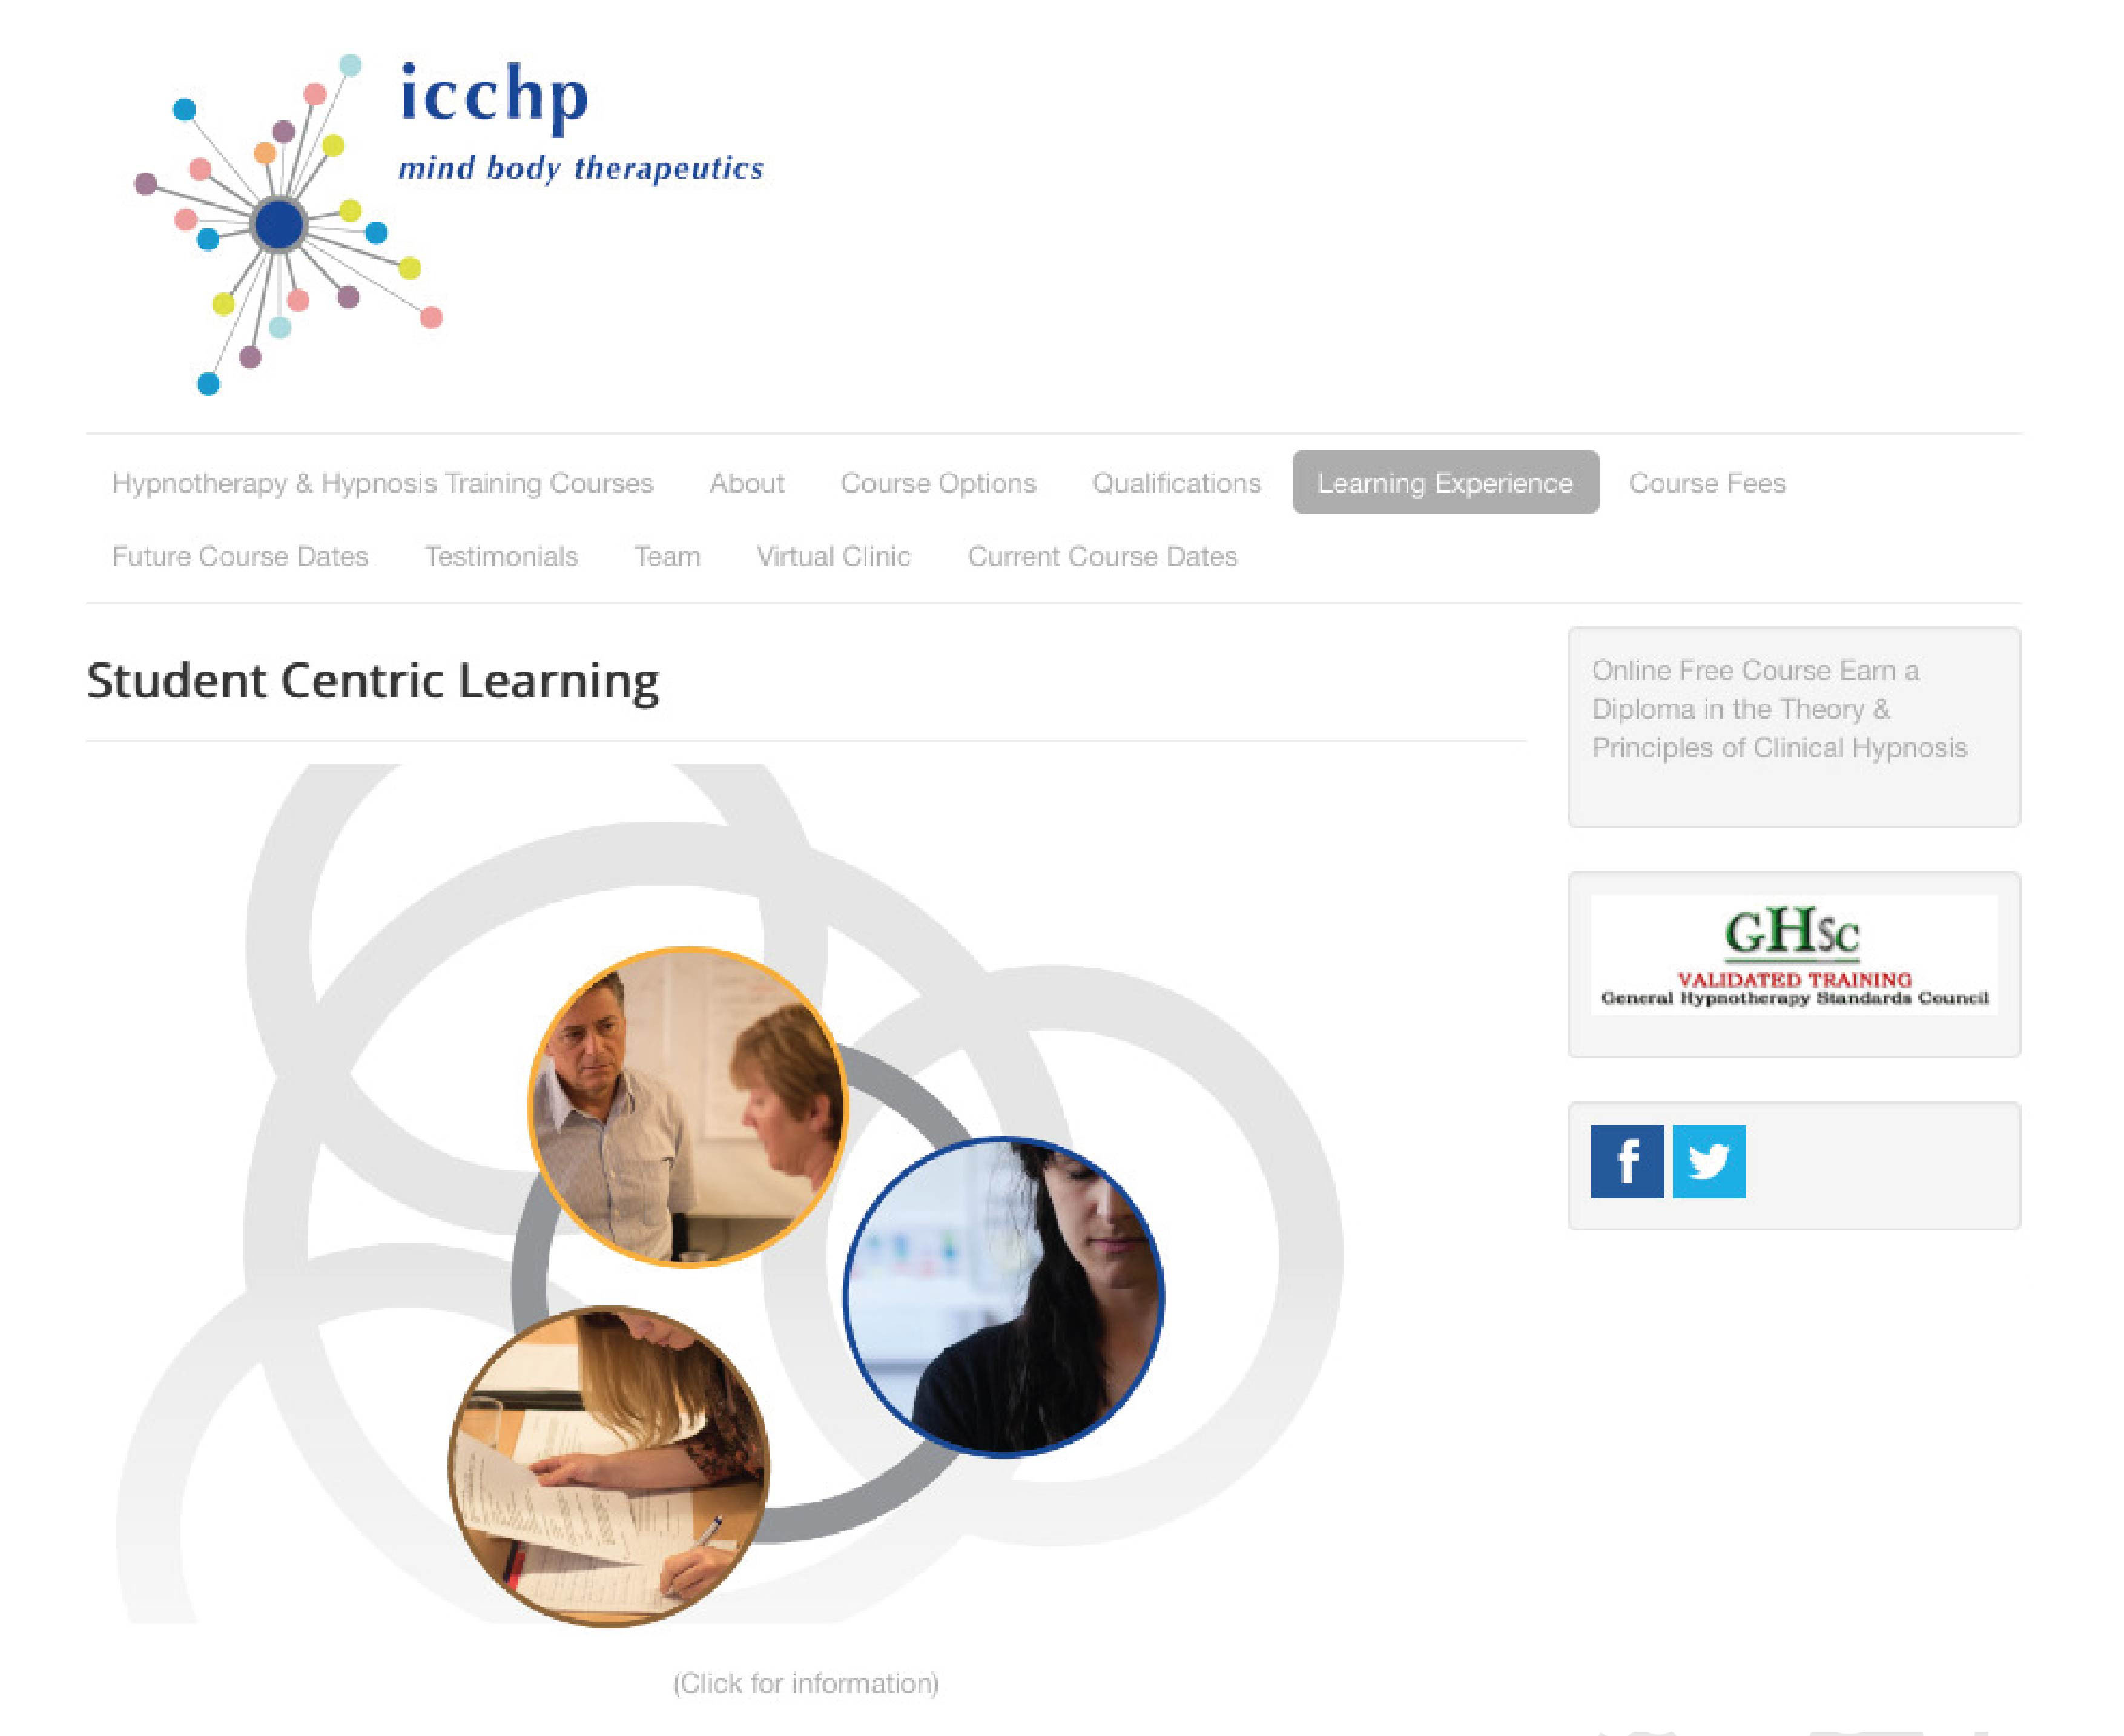 icchp
mind body therapeutics
Hypnotherapy & Hypnosis Training Courses About Course Options Qualifications Learning Experience Course Fees
Future Course Dates Testimonials Team Virtual Clinic Current Course Dates
Student Centric Learning
Online Free Course Earn a
Diploma in the Theory &
Principles of Clinical Hypnosis
GHSC
VALIDATED TRAINING
General Hypnotherapy Standards Council
f
(Click for information)